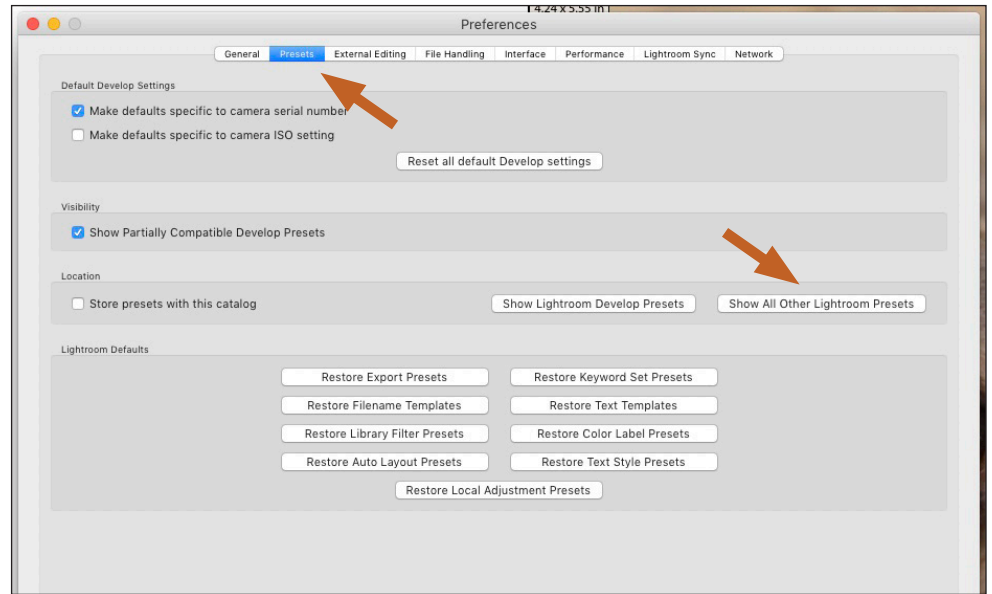 4.24 x 5.55 in
Preferences
General Presets External Editing File Handling Interface Performance Lightroom Sync Network
Default Develop Settings
Make defaults specific to camera serial number
Make defaults specific to camera ISO setting
Reset all default Develop settings
Visibility
Show Partially Compatible Develop Presets
Location
Store presets with this catalog Show Lightroom Develop Presets Show All Other Lightroom Presets
Lightroom Defaults
Restore Export Presets Restore Keyword Set Presets
Restore Filename Templates Restore Text Templates
Restore Library Filter Presets Restore Color Label Presets
Restore Auto Layout Presets Restore Text Style Presets
Restore Local Adjustment Presets